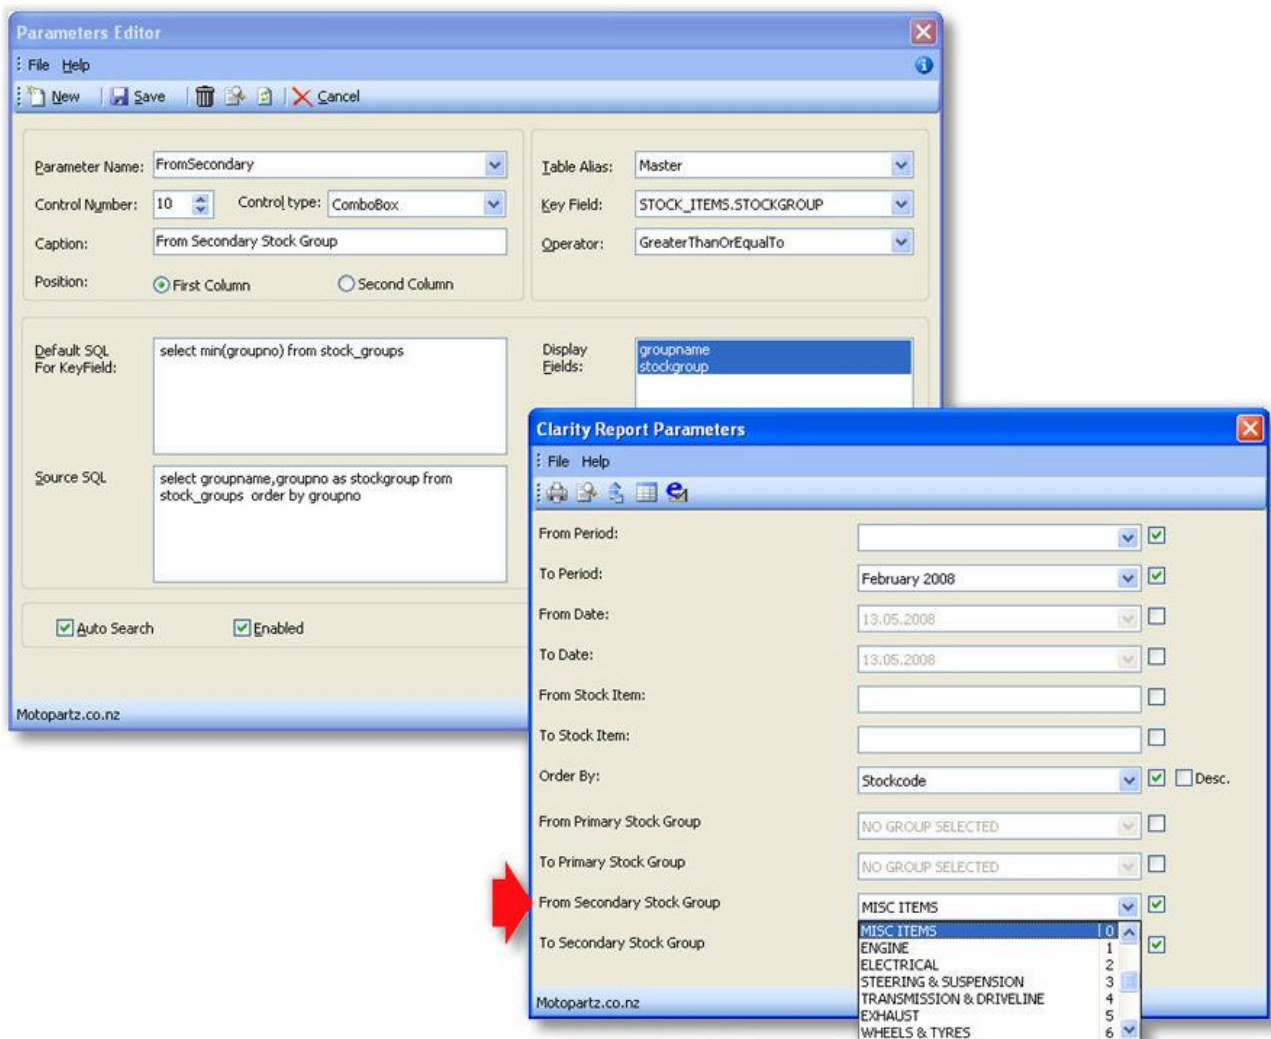 Parameters Editor
File Help
New Save Cancel
Parameter Name: FromSecondary
Control Number: 10 Control type: ComboBox
Caption: From Secondary Stock Group
Position: First Column Second Column
Table Alias: Master
Key Field: STOCK_ITEMS.STOCKGROUP
Operator: GreaterThanOrEqualTo
Default SQL
For KeyField:
select min(groupno) from stock_groups
Display
Fields:
groupname
stockgroup
Source SQL
select groupname,groupno as stockgroup from
stock_groups order by groupno
Auto Search Enabled
Motopartz.co.nz
Clarity Report Parameters
File Help
From Period:
To Period: February 2008
From Date: 13.05.2008
To Date: 13.05.2008
From Stock Item:
To Stock Item:
Order By: Stockcode Desc.
From Primary Stock Group NO GROUP SELECTED
To Primary Stock Group NO GROUP SELECTED
From Secondary Stock Group MISC ITEMS
To Secondary Stock Group
MISC ITEMS 0
ENGINE 1
ELECTRICAL 2
STEERING & SUSPENSION 3
TRANSMISSION & DRIVELINE 4
EXHAUST 5
WHEELS & TYRES 6
Motopartz.co.nz